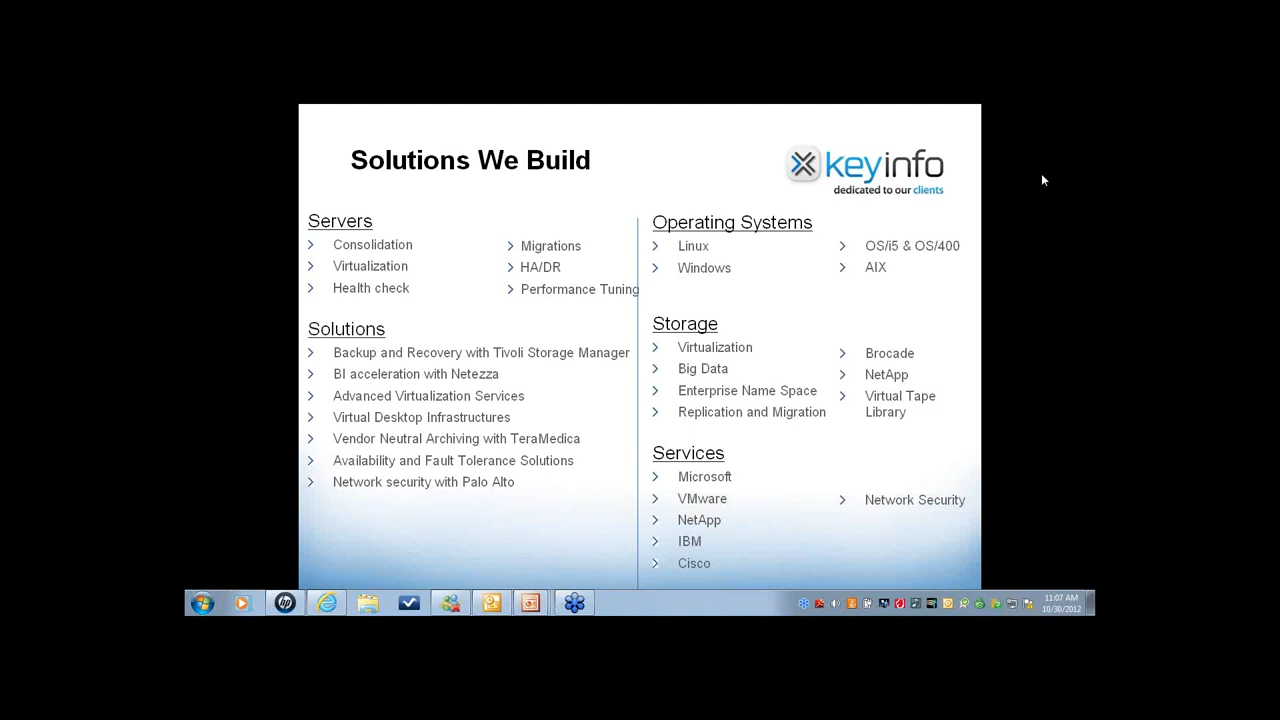 Solutions We Build
keyinfo
dedicated to our clients
Servers
Consolidation
Virtualization
Health check
Migrations
HA/DR
Performance Tuning
Solutions
Backup and Recovery with Tivoli Storage Manager
BI acceleration with Netezza
Advanced Virtualization Services
Virtual Desktop Infrastructures
Vendor Neutral Archiving with TeraMedica
Availability and Fault Tolerance Solutions
Network security with Palo Alto
Operating Systems
Linux
Windows
OS/i5 & OS/400
AIX
Storage
Virtualization
Big Data
Enterprise Name Space
Replication and Migration
Brocade
NetApp
Virtual Tape
Library
Services
Microsoft
VMware
NetApp
IBM
Cisco
Network Security
hp
11:07 AM
10/30/2012